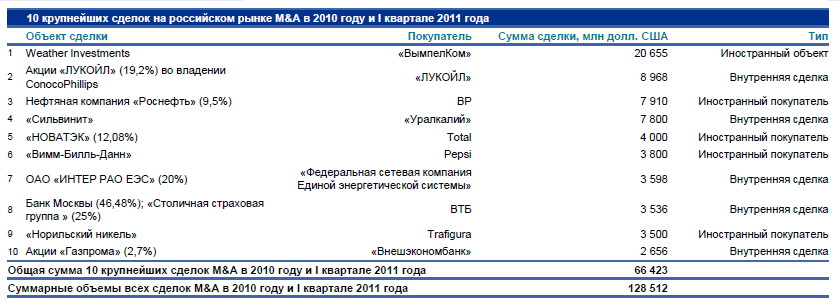 10 крупнейших сделок на российском рынке M&A в 2010 году и I квартале 2011 года
Объект сделки Покупатель Сумма сделки, млн долл. США Тип
1 Weather Investments «ВымпелКом» 20 655 Иностранный объект
2 Акции «ЛУКОЙЛ» (19,2%) во владении ConocoPhillips «ЛУКОЙЛ» 8 968 Внутренняя сделка
3 Нефтяная компания «Роснефть» (9,5%) BP 7 910 Иностранный покупатель
4 «Сильвинит» «Уралкалий» 7 800 Внутренняя сделка
5 «НОВАТЭК» (12,08%) Total 4 000 Иностранный покупатель
6 «Вимм-Билль-Данн» Pepsi 3 800 Иностранный покупатель
7 ОАО «ИНТЕР РАО ЕЭС» (20%) «Федеральная сетевая компания Единой энергетической системы» 3 598 Внутренняя сделка
8 Банк Москвы (46,48%); «Столичная страховая группа » (25%) ВТБ 3 536 Внутренняя сделка
9 «Норильский никель» Trafigura 3 500 Иностранный покупатель
10 Акции «Газпрома» (2,7%) «Внешэкономбанк» 2 656 Внутренняя сделка
Общая сумма 10 крупнейших сделок M&A в 2010 году и I квартале 2011 года 66 423
Суммарные объемы всех сделок M&A в 2010 году и I квартале 2011 года 128 512